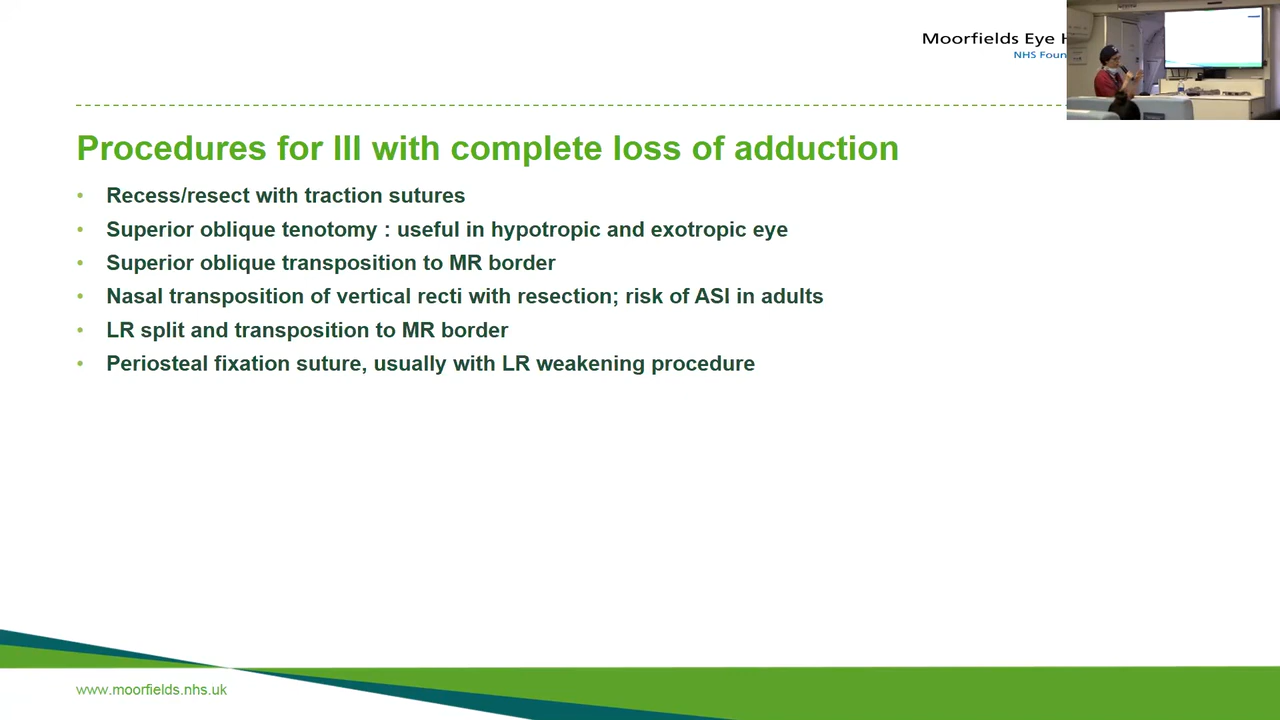 Moorfields Eye
NHS
Procedures for III with complete loss of adduction
• Recess/resect with traction sutures
• Superior oblique tenotomy : useful in hypotropic and exotropic eye
• Superior oblique transposition to MR border
• Nasal transposition of vertical recti with resection; risk of ASI in adults
• LR split and transposition to MR border
• Periosteal fixation suture, usually with LR weakening procedure
www.moorfields.nhs.uk